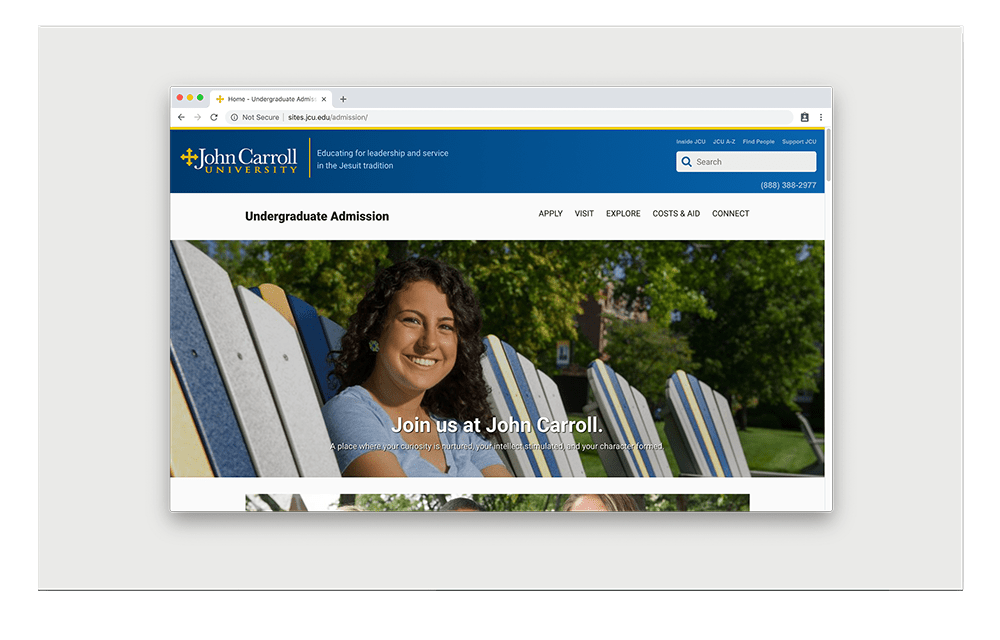 Home - Undergraduate Admiss
Not Secure | sites.jcu.edu/admission/
Inside JCU JCU A-Z Find People Support JCU
John Carroll
UNIVERSITY
Educating for leadership and service
in the Jesuit tradition
Search
(888) 388-2977
Undergraduate Admission
APPLY VISIT EXPLORE COSTS & AID CONNECT
Join us at John Carroll.
A place where your curiosity is nurtured, your intellect stimulated, and your character formed.